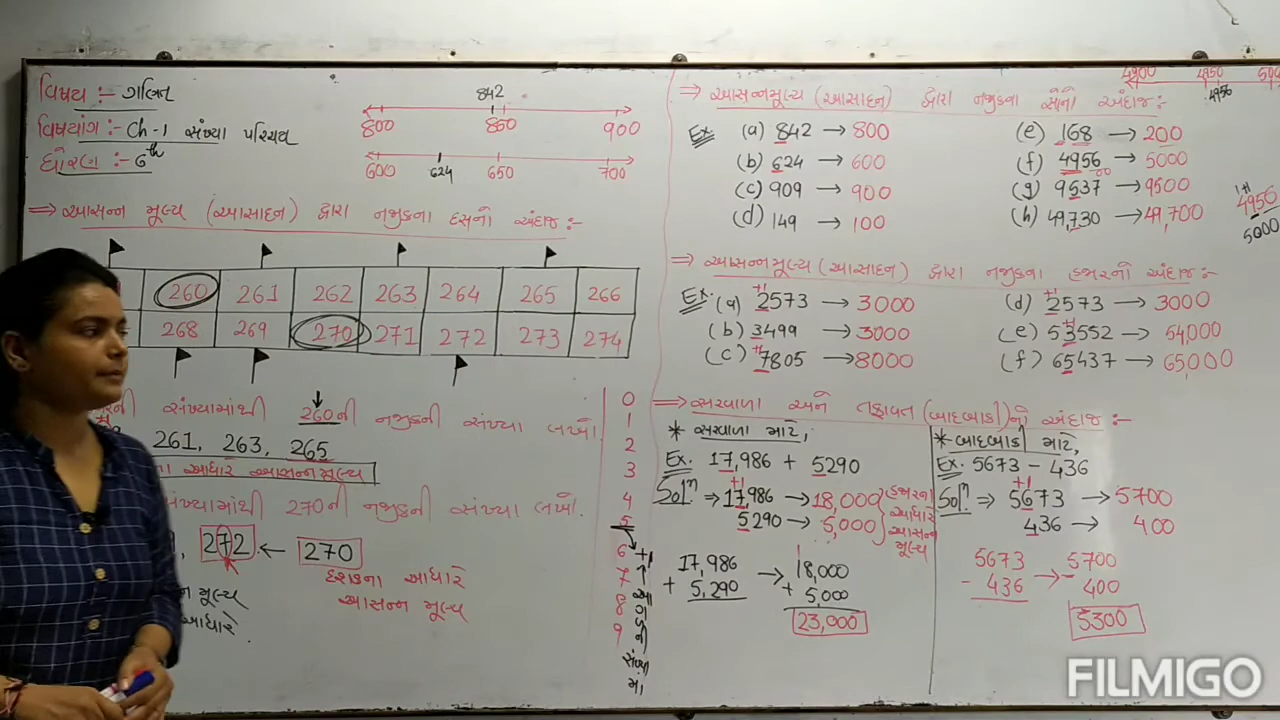 વિષય :- ગણિત
વિષયાંગ :- Ch-1 સંખ્યા પરિચય
ધોરણ :- 6th
842
800 850 900
600 624 650 700
⇒ આસન્ન મૂલ્ય (આસાદન) દ્વારા નજીકના દસનો અંદાજ :-
260 261 262 263 264 265 266
268 269 270 271 272 273 274
સંખ્યામાંથી 260ની નજીકની સંખ્યા લખો.
261, 263, 265
આધારે આસન્ન મૂલ્ય
સંખ્યામાંથી 270ની નજીકની સંખ્યા લખો.
272 ← 270
દશકના આધારે
આસન્ન મૂલ્ય
મૂલ્ય
આધારે
0
1
2
3
4
5
6 +1
7 ↑
8 આ
9 ગ
ળ
ની
સંખ્યા
માં
4900 4950
4956
⇒ આસન્નમૂલ્ય (આસાદન) દ્વારા નજીકના સોનો અંદાજ :-
Ex (a) 842 → 800
(b) 624 → 600
(c) 909 → 900
(d) 149 → 100
(e) 168 → 200
(f) 4956 → 5000
(g) 9537 → 9500
(h) 49,730 → 49,700
+1
4950
5000
⇒ આસન્નમૂલ્ય (આસાદન) દ્વારા નજીકના હજારનો અંદાજ :-
Ex: (a) 2573 → 3000
(b) 3499 → 3000
(c) 7805 → 8000
(d) 2573 → 3000
(e) 53552 → 54,000
(f) 65437 → 65,000
⇒ સરવાળા અને તફાવત (બાદબાકી)નો અંદાજ :-
* સરવાળા માટે,
Ex. 17,986 + 5290
Solⁿ ⇒ 17,986 → 18,000
5290 → 5,000
હજારના
આધારે
આસન્ન
મૂલ્ય
17,986 → 18,000
+ 5,290 + 5,000
23,000
* બાદબાકી માટે,
Ex. 5673 - 436
Solⁿ ⇒ 5673 → 5700
436 → 400
5673 → 5700
- 436 - 400
5300
FILMIGO